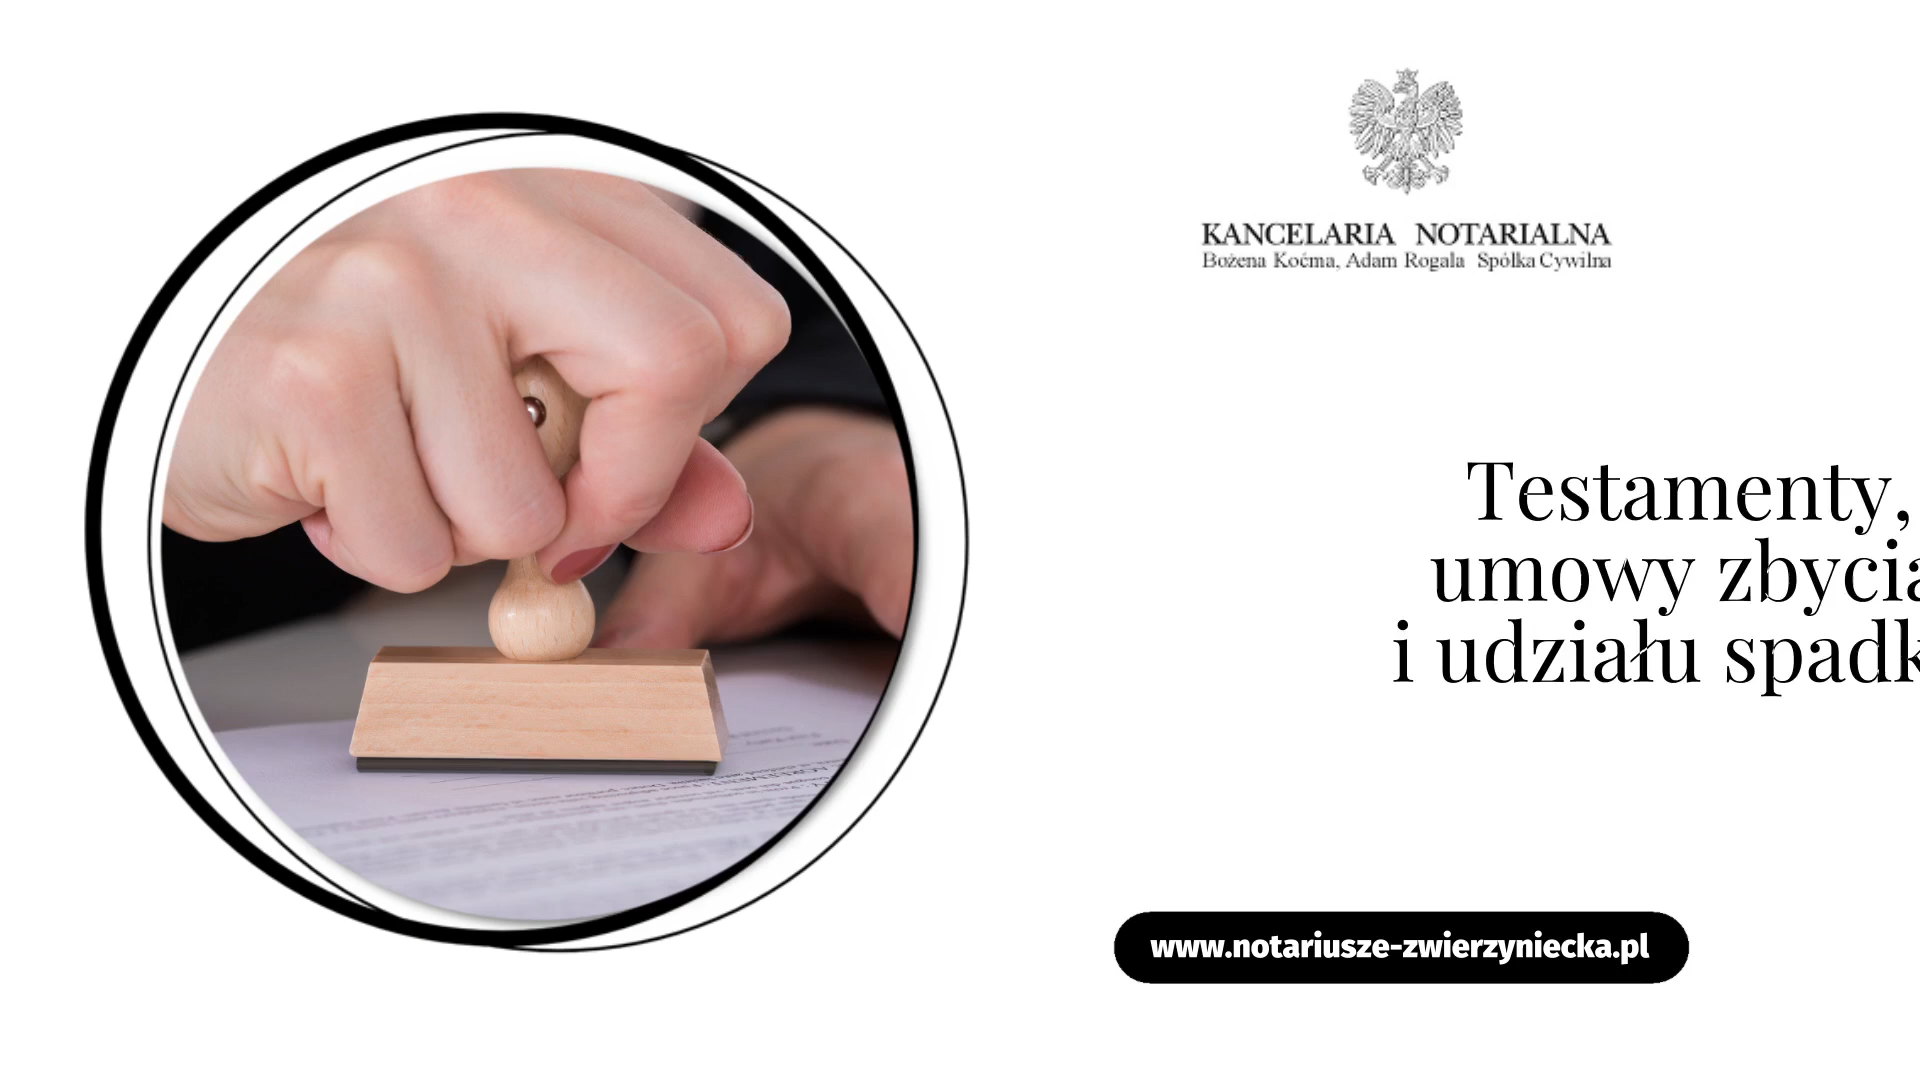 KANCELARIA NOTARIALNA
Bożena Koćma, Adam Rogala Spółka Cywilna
Testamenty,
umowy zbycia
i udziału spadk
www.notariusze-zwierzyniecka.pl